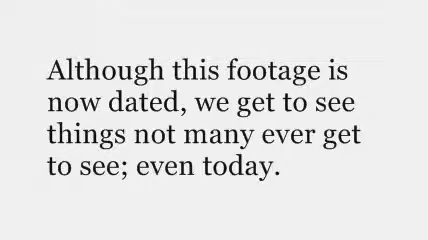 Although this footage is
now dated, we get to see
things not many ever get
to see; even today.